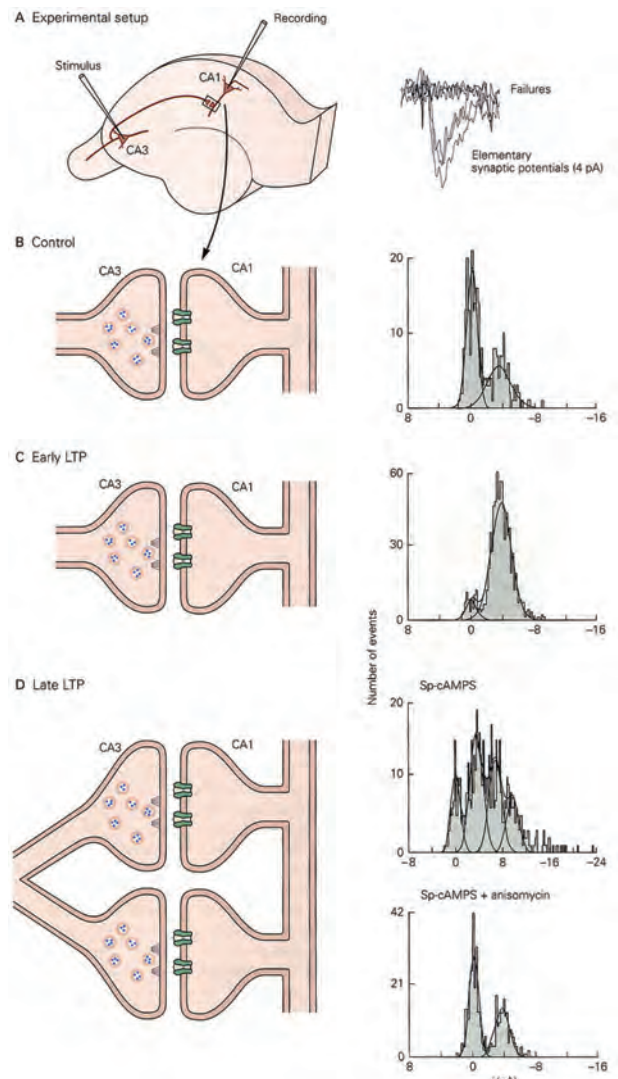 A Experimental setup
Recording
Stimulus
CA1
CA3
Failures
Elementary
synaptic potentials (4 pA)
B Control
CA3
CA1
20
10
0
8
0
-8
-16
C Early LTP
CA3
CA1
60
30
0
8
0
-8
-16
Number of events
D Late LTP
Sp-cAMPS
CA3
CA1
20
10
0
8
0
8
-16
-24
Sp-cAMPS + anisomycin
42
21
0
8
0
-8
-16